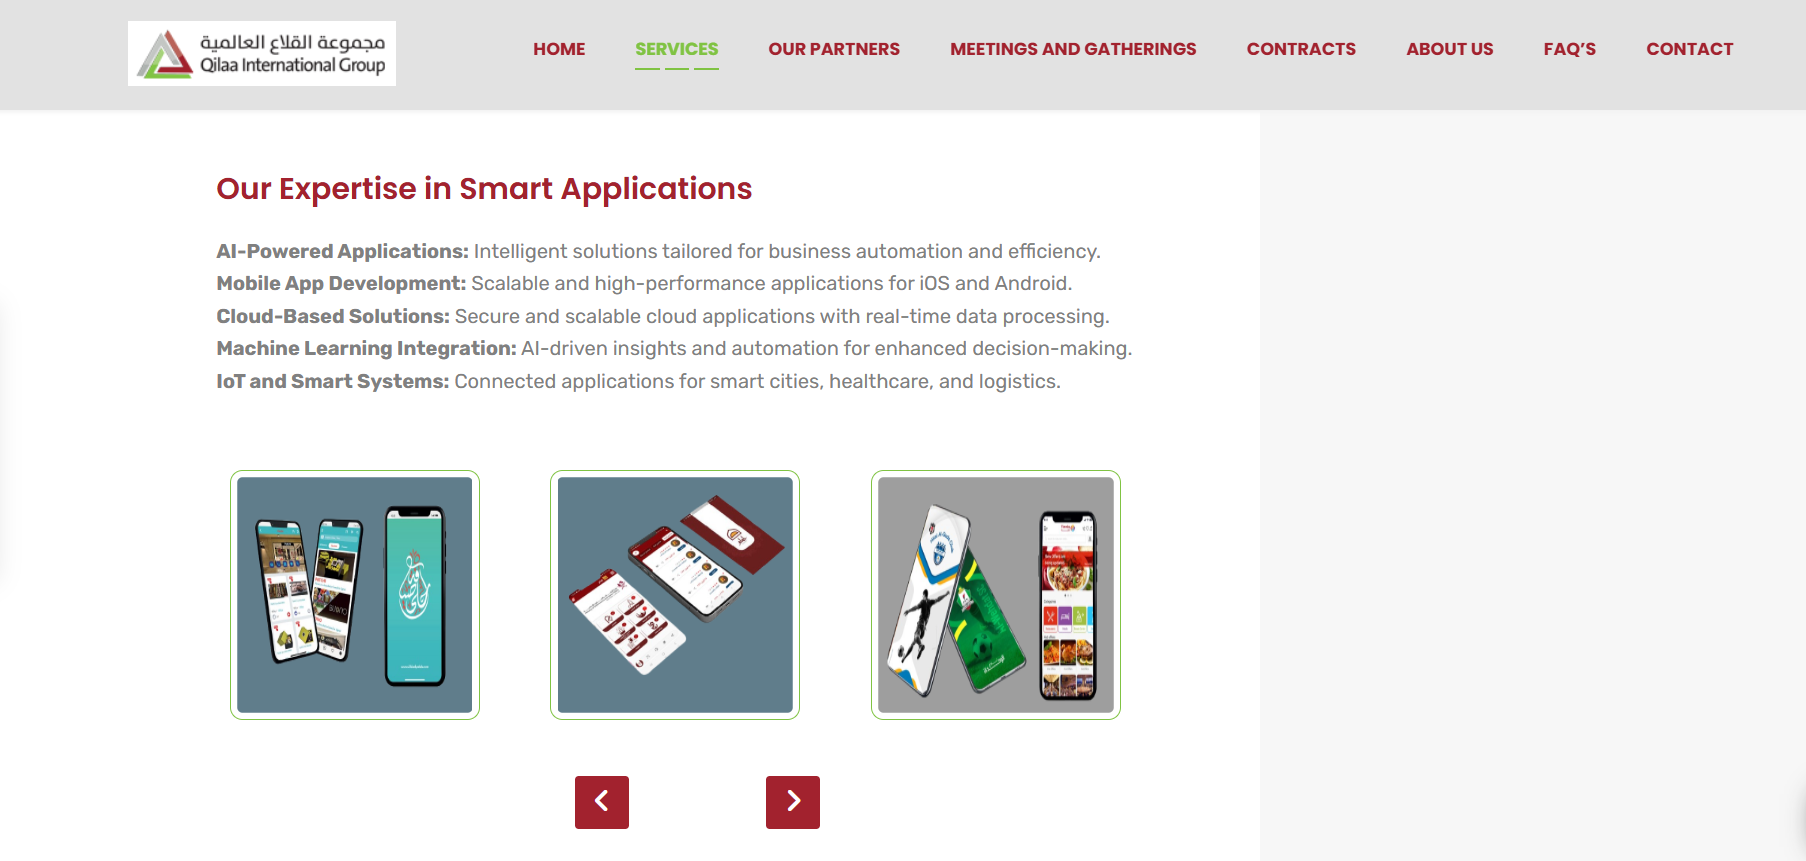 مجموعة القلاع العالمية
Qilaa International Group
HOME
SERVICES
OUR PARTNERS
MEETINGS AND GATHERINGS
CONTRACTS
ABOUT US
FAQ'S
CONTACT
Our Expertise in Smart Applications
AI-Powered Applications: Intelligent solutions tailored for business automation and efficiency.
Mobile App Development: Scalable and high-performance applications for iOS and Android.
Cloud-Based Solutions: Secure and scalable cloud applications with real-time data processing.
Machine Learning Integration: AI-driven insights and automation for enhanced decision-making.
IoT and Smart Systems: Connected applications for smart cities, healthcare, and logistics.